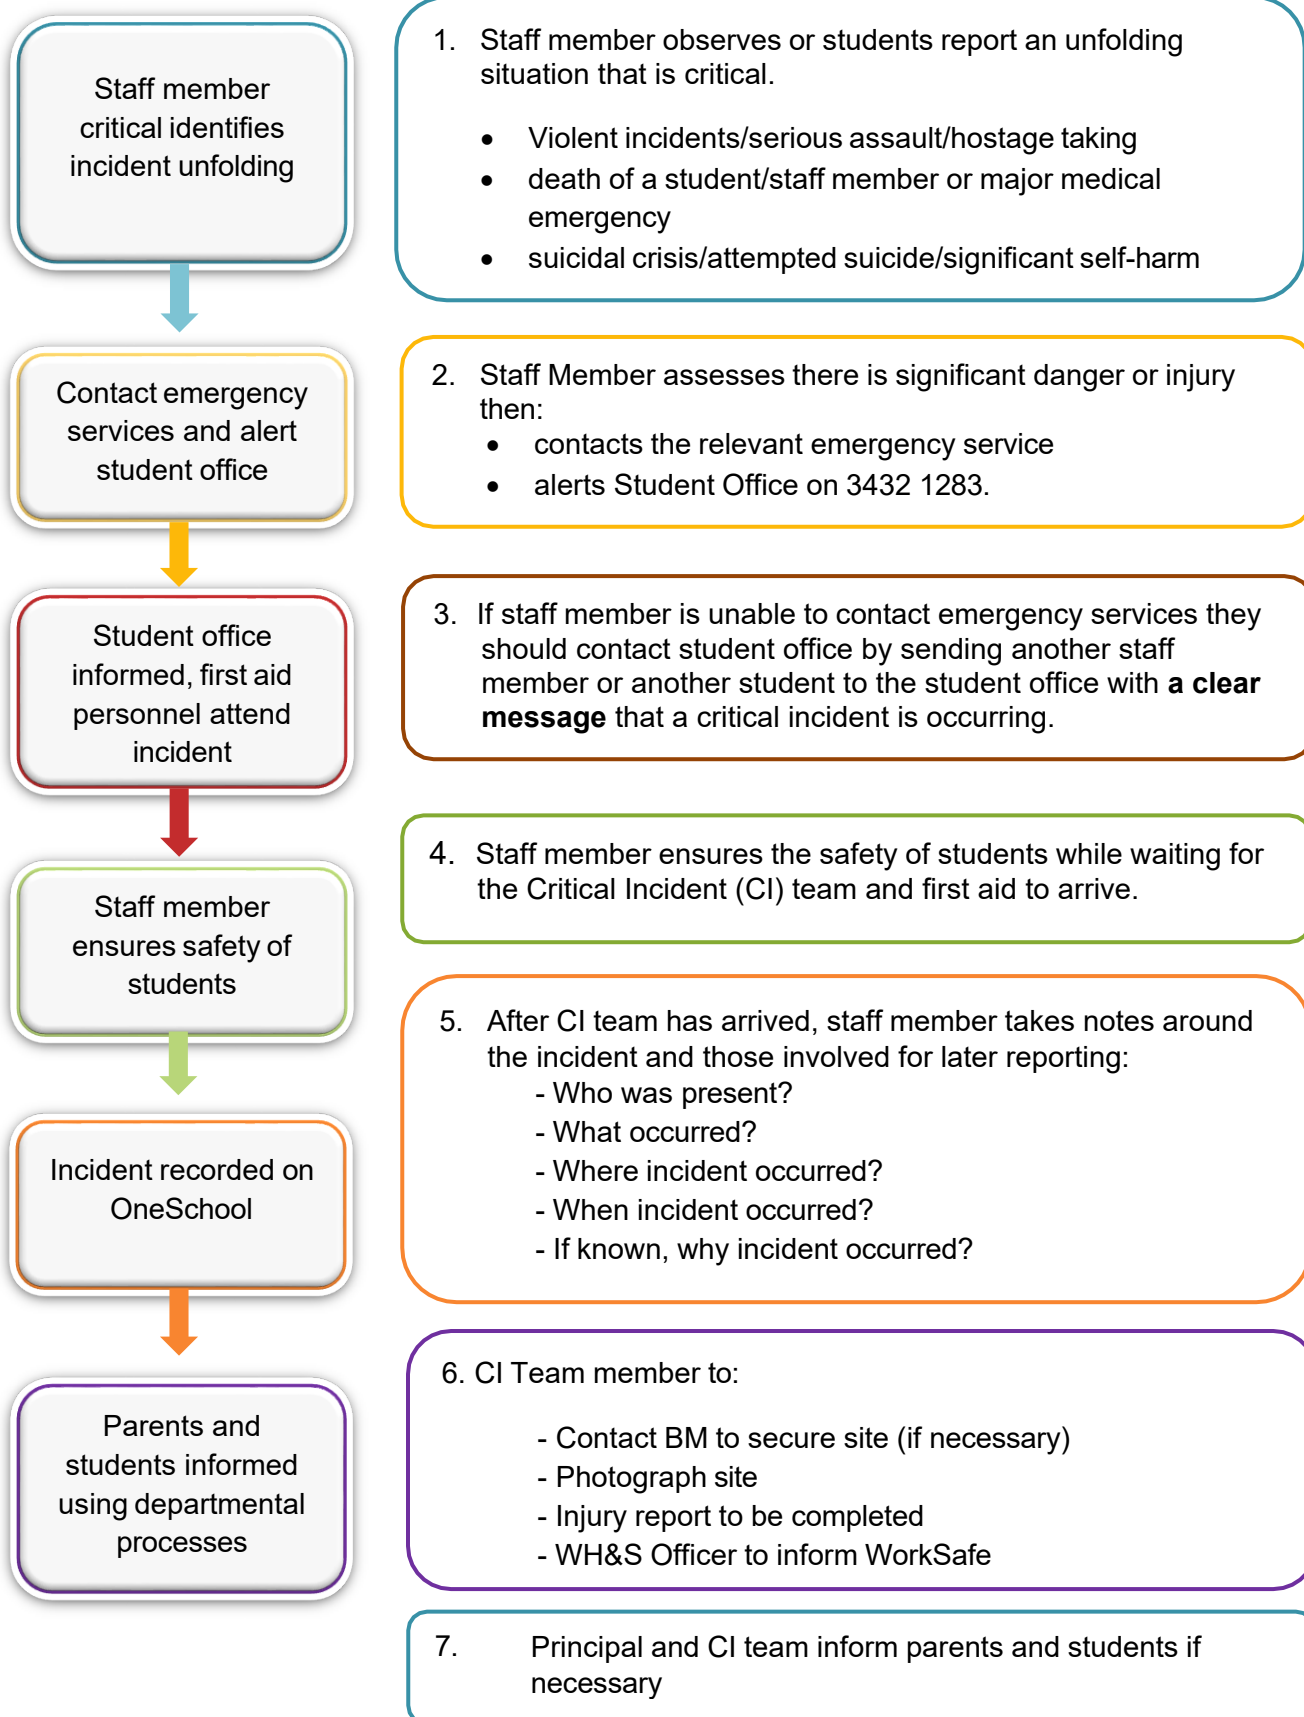 Staff member
critical identifies
incident unfolding
1. Staff member observes or students report an unfolding
situation that is critical.
• Violent incidents/serious assault/hostage taking
• death of a student/staff member or major medical
emergency
• suicidal crisis/attempted suicide/significant self-harm
Contact emergency
services and alert
student office
2. Staff Member assesses there is significant danger or injury
then:
• contacts the relevant emergency service
• alerts Student Office on 3432 1283.
Student office
informed, first aid
personnel attend
incident
3. If staff member is unable to contact emergency services they
should contact student office by sending another staff
member or another student to the student office with a clear
message that a critical incident is occurring.
Staff member
ensures safety of
students
4. Staff member ensures the safety of students while waiting for
the Critical Incident (CI) team and first aid to arrive.
Incident recorded on
OneSchool
5. After CI team has arrived, staff member takes notes around
the incident and those involved for later reporting:
- Who was present?
- What occurred?
- Where incident occurred?
- When incident occurred?
- If known, why incident occurred?
Parents and
students informed
using departmental
processes
6. CI Team member to:
- Contact BM to secure site (if necessary)
- Photograph site
- Injury report to be completed
- WH&S Officer to inform WorkSafe
7. Principal and CI team inform parents and students if
necessary